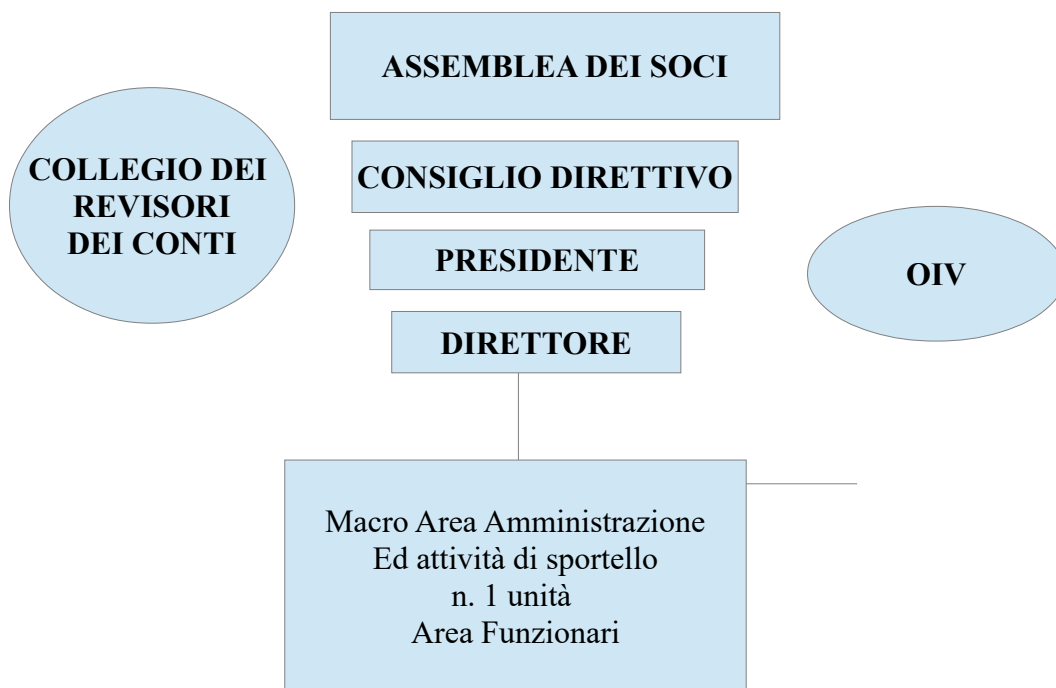 ASSEMBLEA DEI SOCI
COLLEGIO DEI
REVISORI
DEI CONTI
CONSIGLIO DIRETTIVO
PRESIDENTE
OIV
DIRETTORE
Macro Area Amministrazione
Ed attività di sportello
n. 1 unità
Area Funzionari